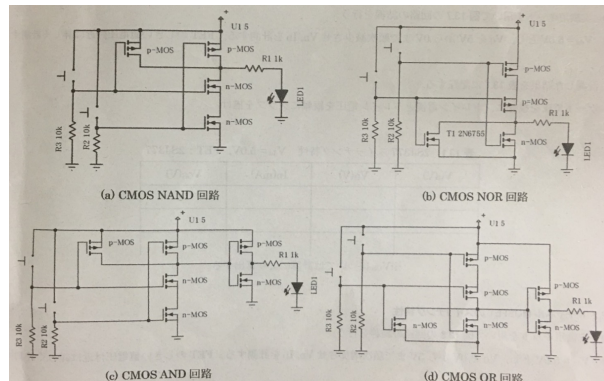 U1 5
p-MOS
p-MOS
R1 1k
n-MOS
LED1
n-MOS
R3 10k
R2 10k
(a) CMOS NAND 回路
U1 5
p-MOS
p-MOS
R1 1k
T1 2N6755
n-MOS
LED1
R3 10k
R2 10k
(b) CMOS NOR 回路
U1 5
p-MOS
p-MOS
p-MOS
R1 1k
n-MOS
n-MOS
LED1
n-MOS
R3 10k
R2 10k
(c) CMOS AND 回路
U1 5
p-MOS
p-MOS
p-MOS
R1 1k
n-MOS
n-MOS
n-MOS
LED1
R3 10k
R2 10k
(d) CMOS OR 回路